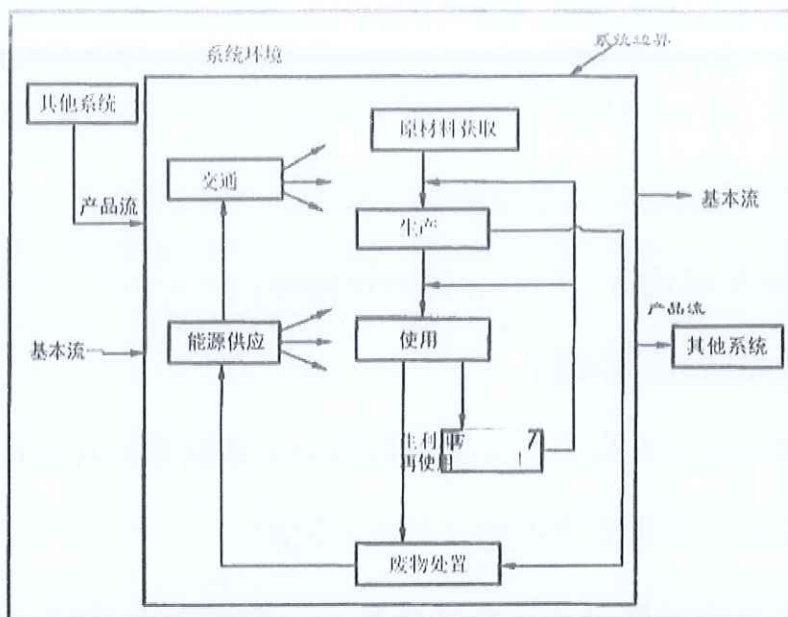 系统环境
系统边界
其他系统
原材料获取
交通
产品流
基本流
生产
产品流
基本流
能源供应
使用
其他系统
再使用
废物处置